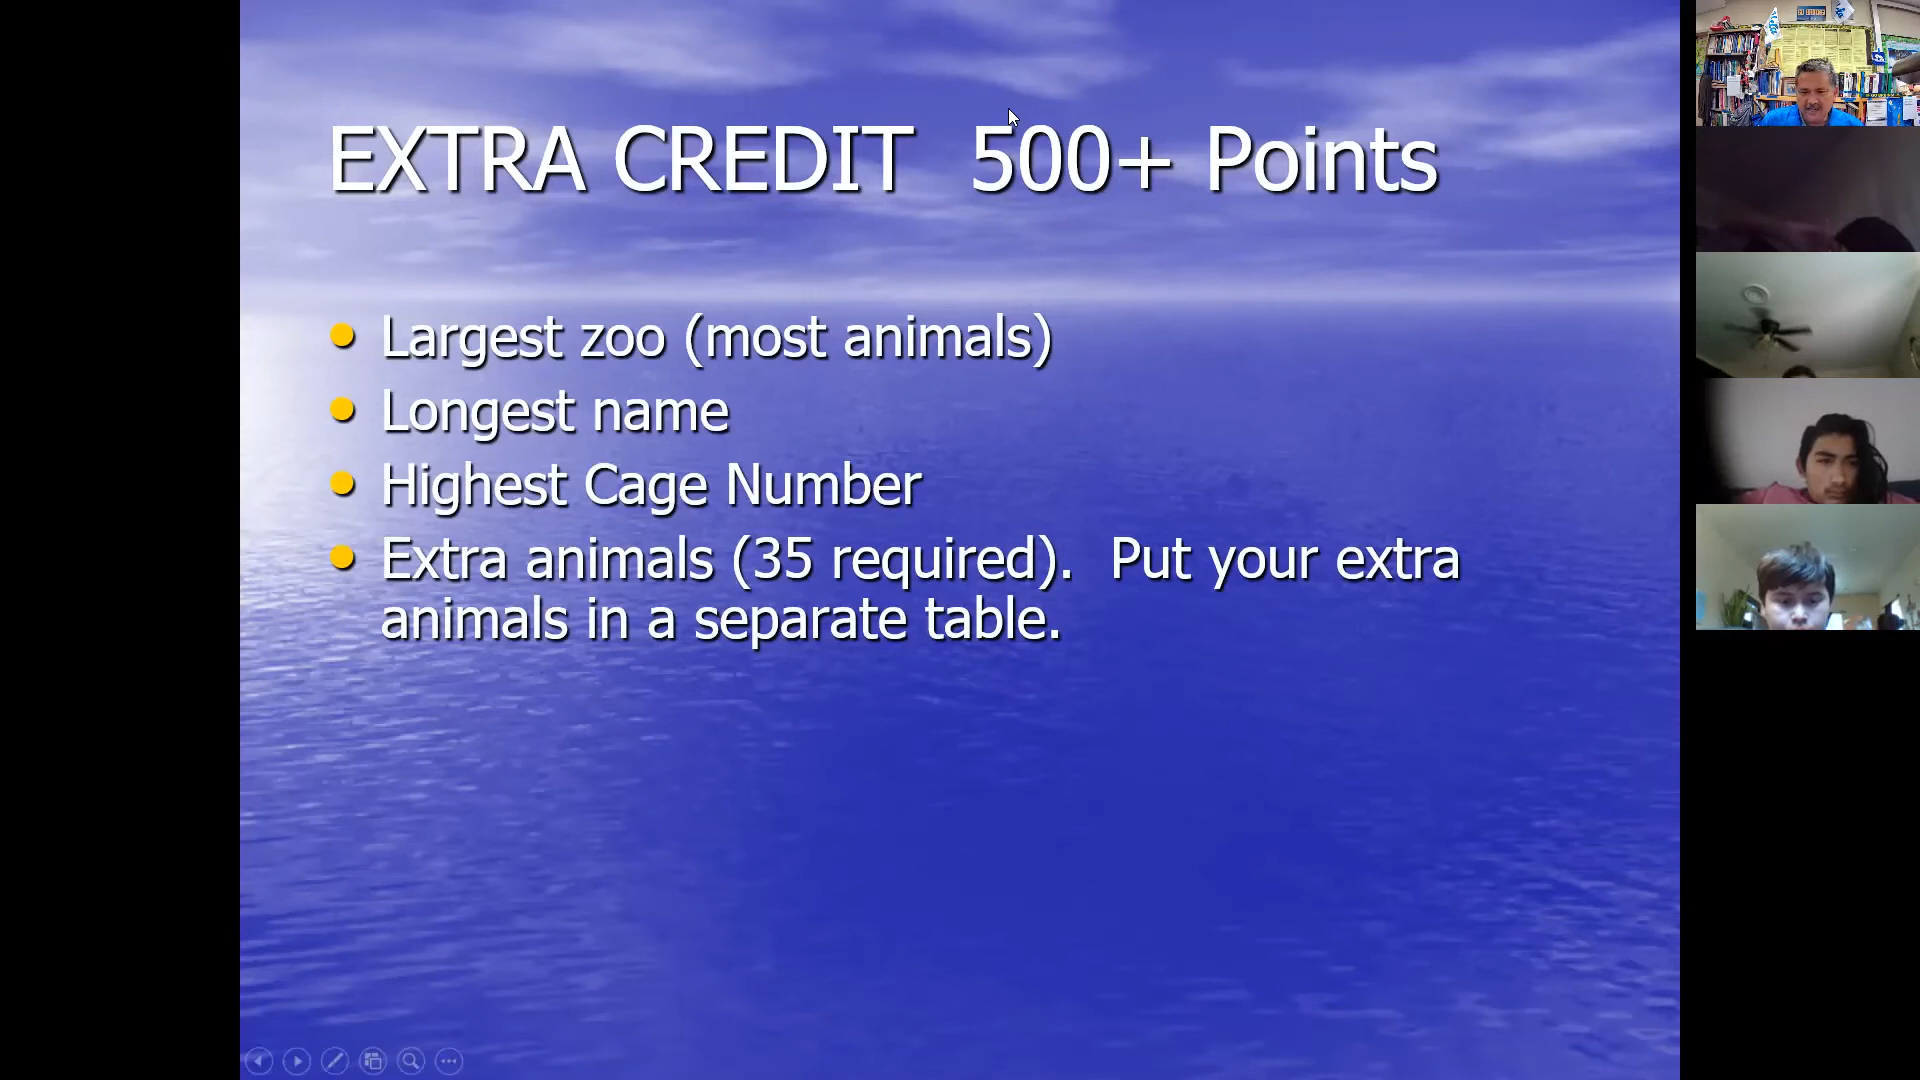 EXTRA CREDIT 500+ Points
Largest zoo (most animals)
Longest name
Highest Cage Number
Extra animals (35 required). Put your extra
animals in a separate table.